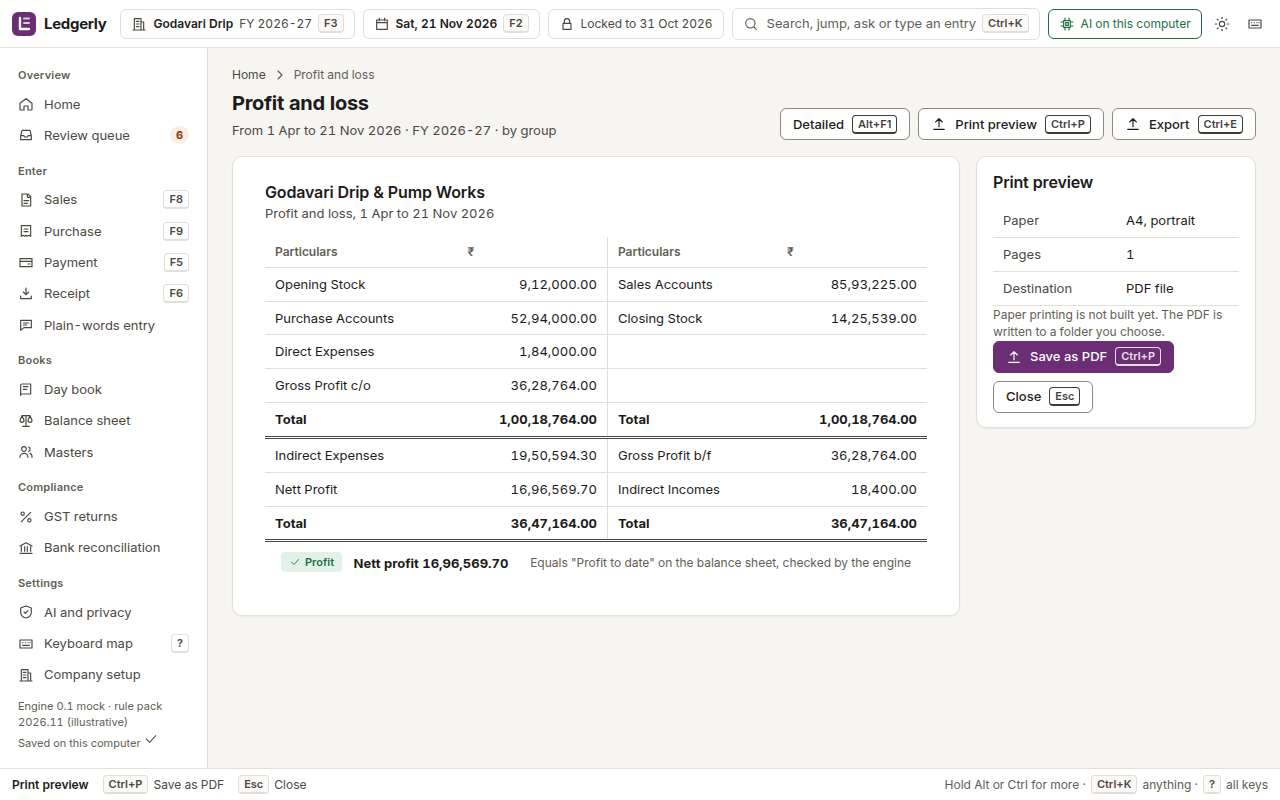 Ledgerly
Godavari Drip FY 2026-27 F3
Sat, 21 Nov 2026 F2
Locked to 31 Oct 2026
Search, jump, ask or type an entry Ctrl+K
AI on this computer
Overview
Home
Review queue 6
Enter
Sales F8
Purchase F9
Payment F5
Receipt F6
Plain-words entry
Books
Day book
Balance sheet
Masters
Compliance
GST returns
Bank reconciliation
Settings
AI and privacy
Keyboard map ?
Company setup
Engine 0.1 mock · rule pack
2026.11 (illustrative)
Saved on this computer
Home Profit and loss
Profit and loss
From 1 Apr to 21 Nov 2026 · FY 2026-27 · by group
Detailed Alt+F1
Print preview Ctrl+P
Export Ctrl+E
Godavari Drip & Pump Works
Profit and loss, 1 Apr to 21 Nov 2026
Particulars ₹ Particulars ₹
Opening Stock 9,12,000.00 Sales Accounts 85,93,225.00
Purchase Accounts 52,94,000.00 Closing Stock 14,25,539.00
Direct Expenses 1,84,000.00
Gross Profit c/o 36,28,764.00
Total 1,00,18,764.00 Total 1,00,18,764.00
Indirect Expenses 19,50,594.30 Gross Profit b/f 36,28,764.00
Nett Profit 16,96,569.70 Indirect Incomes 18,400.00
Total 36,47,164.00 Total 36,47,164.00
Profit Nett profit 16,96,569.70 Equals "Profit to date" on the balance sheet, checked by the engine
Print preview
Paper A4, portrait
Pages 1
Destination PDF file
Paper printing is not built yet. The PDF is
written to a folder you choose.
Save as PDF Ctrl+P
Close Esc
Print preview Ctrl+P Save as PDF Esc Close
Hold Alt or Ctrl for more · Ctrl+K anything · ? all keys